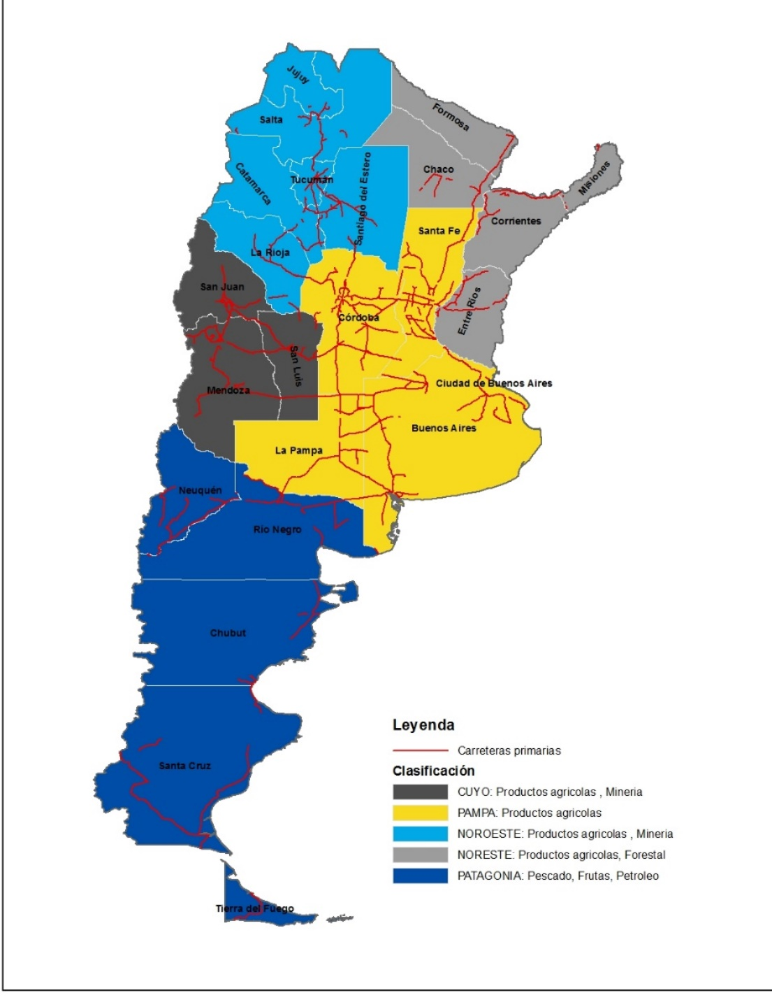 Jujuy
Salta
Formosa
Chaco
Misiones
Catamarca
Tucumán
Santiago del Estero
Corrientes
Santa Fe
La Rioja
San Juan
Córdoba
Entre Rios
San Luis
Mendoza
Ciudad de Buenos Aires
Buenos Aires
La Pampa
Neuquén
Río Negro
Chubut
Santa Cruz
Tierra del Fuego
Leyenda
Carreteras primarias
Clasificación
CUYO: Productos agricolas , Mineria
PAMPA: Productos agricolas
NOROESTE: Productos agricolas , Mineria
NORESTE: Productos agricolas, Forestal
PATAGONIA: Pescado, Frutas, Petroleo